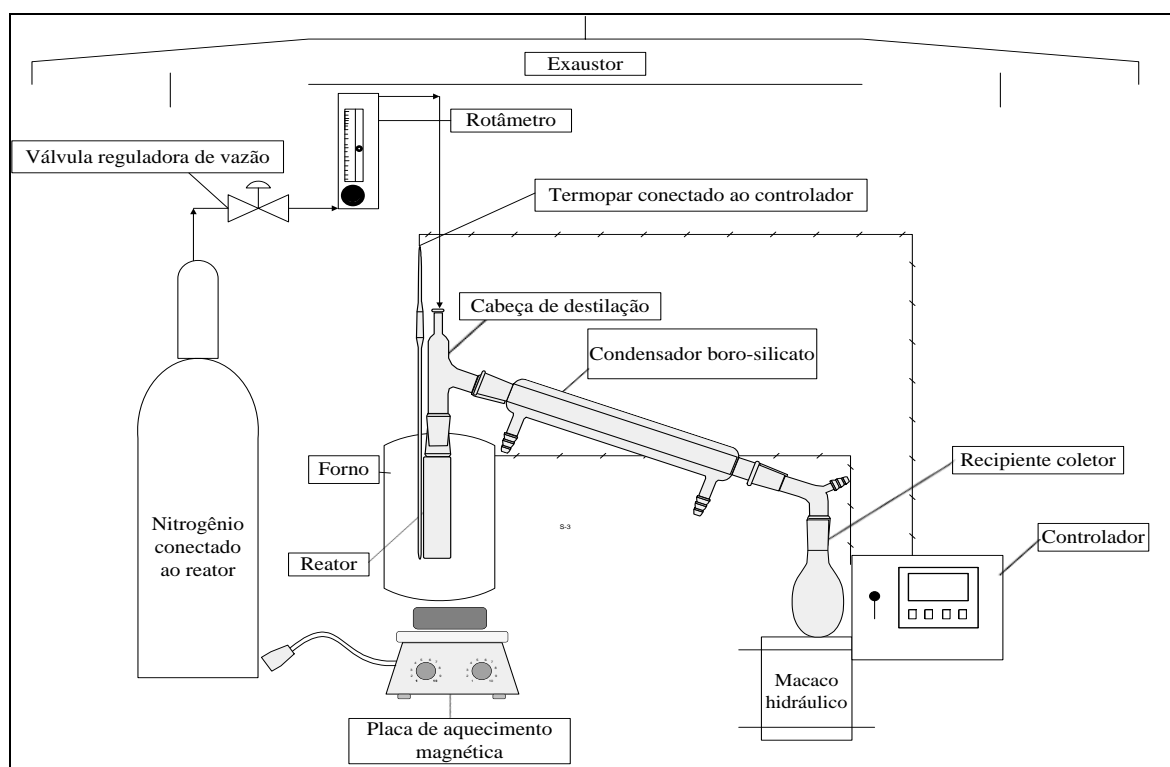 Exaustor
Rotâmetro
Válvula reguladora de vazão
Termopar conectado ao controlador
Cabeça de destilação
Condensador boro-silicato
Forno
Recipiente coletor
Nitrogênio
conectado
ao reator
S-3
Controlador
Reator
Macaco
hidráulico
Placa de aquecimento
magnética